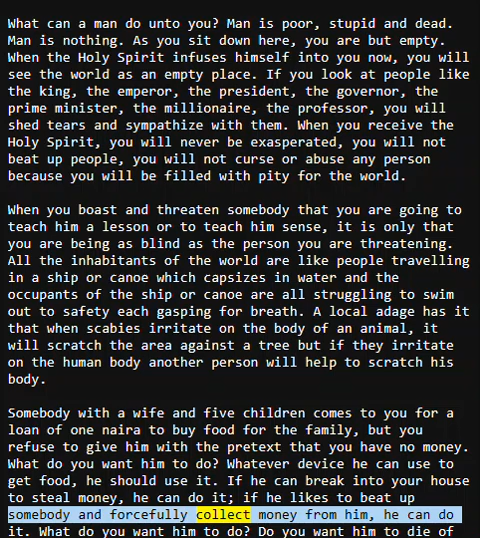 What can a man do unto you? Man is poor, stupid and dead.
Man is nothing. As you sit down here, you are but empty.
When the Holy Spirit infuses himself into you now, you will
see the world as an empty place. If you look at people like
the king, the emperor, the president, the governor, the
prime minister, the millionaire, the professor, you will
shed tears and sympathize with them. When you receive the
Holy Spirit, you will never be exasperated, you will not
beat up people, you will not curse or abuse any person
because you will be filled with pity for the world.

When you boast and threaten somebody that you are going to
teach him a lesson or to teach him sense, it is only that
you are being as blind as the person you are threatening.
All the inhabitants of the world are like people travelling
in a ship or canoe which capsizes in water and the
occupants of the ship or canoe are all struggling to swim
out to safety each gasping for breath. A local adage has it
that when scabies irritate on the body of an animal, it
will scratch the area against a tree but if they irritate
on the human body another person will help to scratch his
body.

Somebody with a wife and five children comes to you for a
loan of one naira to buy food for the family, but you
refuse to give him with the pretext that you have no money.
What do you want him to do? Whatever device he can use to
get food, he should use it. If he can break into your house
to steal money, he can do it; if he likes to beat up
somebody and forcefully collect money from him, he can do
it. What do you want him to do? Do you want him to die of